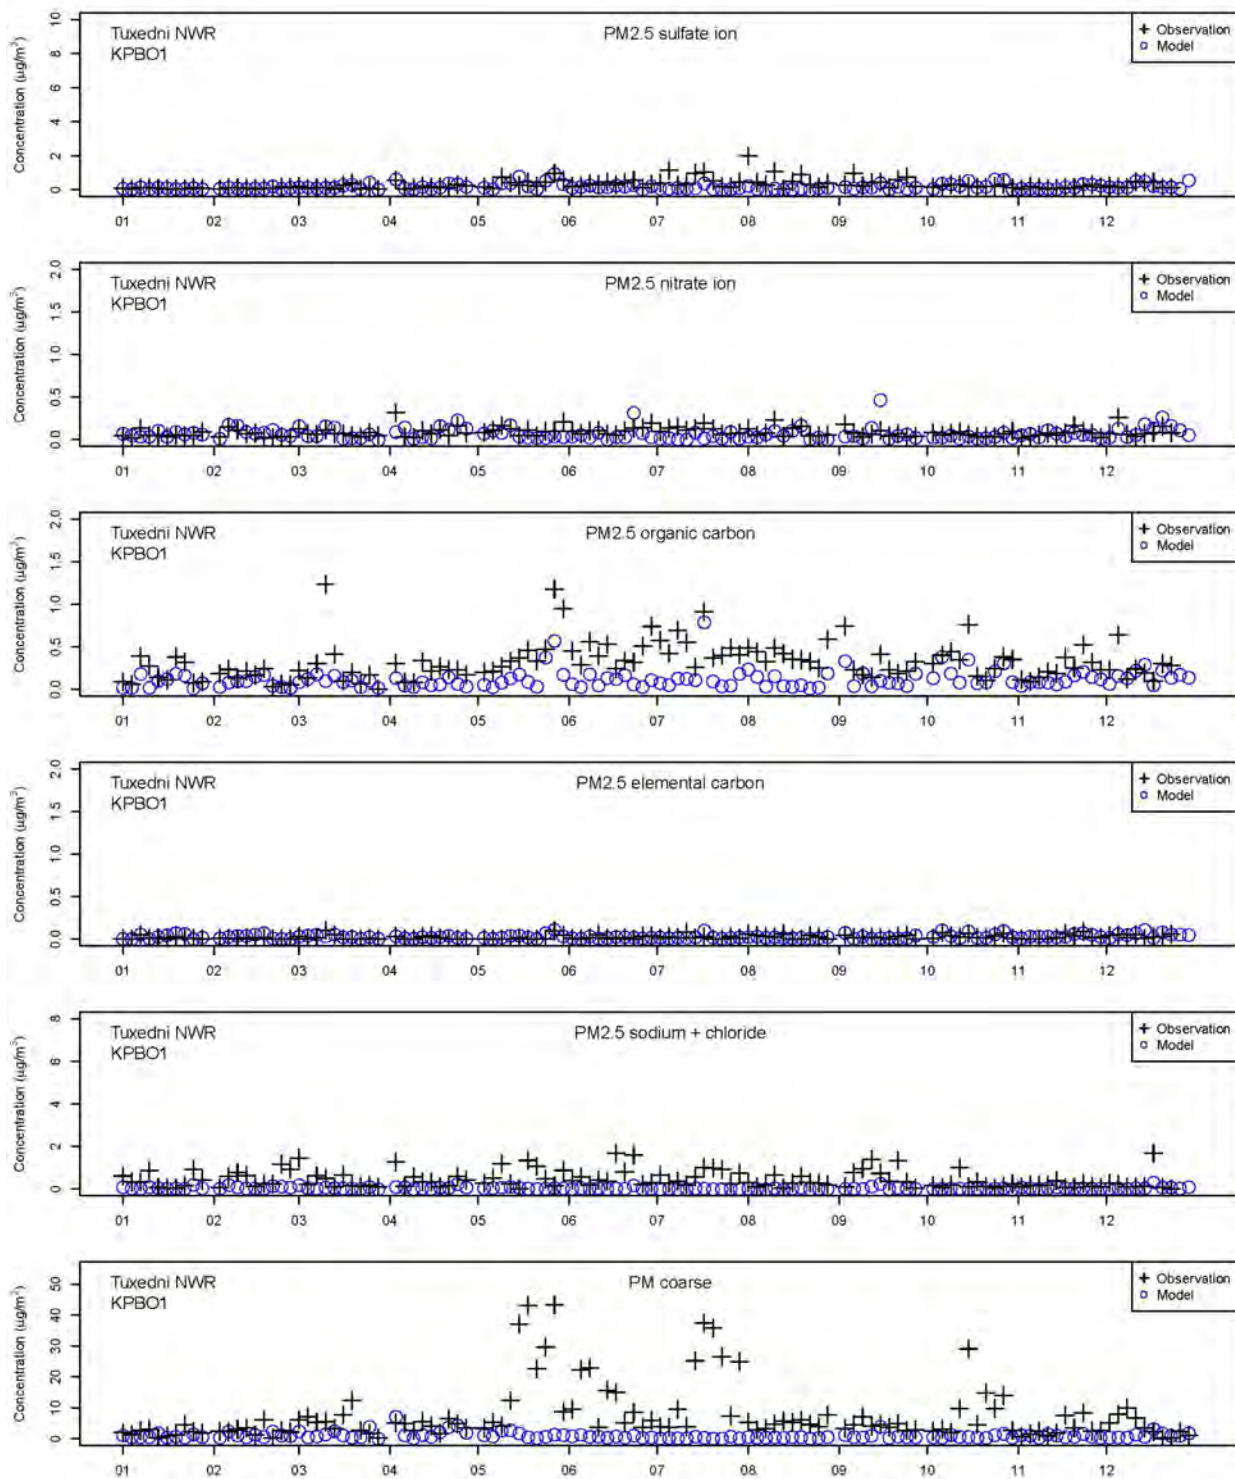 Tuxedni NWR
KPBO1
PM2.5 sulfate ion
+ Observation
o Model
Concentration (µg/m³)
10
8
6
4
2
0
01 02 03 04 05 06 07 08 09 10 11 12
Tuxedni NWR
KPBO1
PM2.5 nitrate ion
+ Observation
o Model
Concentration (µg/m³)
2.0
1.5
1.0
0.5
0.0
01 02 03 04 05 06 07 08 09 10 11 12
Tuxedni NWR
KPBO1
PM2.5 organic carbon
+ Observation
o Model
Concentration (µg/m³)
2.0
1.5
1.0
0.5
0.0
01 02 03 04 05 06 07 08 09 10 11 12
Tuxedni NWR
KPBO1
PM2.5 elemental carbon
+ Observation
o Model
Concentration (µg/m³)
2.0
1.5
1.0
0.5
0.0
01 02 03 04 05 06 07 08 09 10 11 12
Tuxedni NWR
KPBO1
PM2.5 sodium + chloride
+ Observation
o Model
Concentration (µg/m³)
8
6
4
2
0
01 02 03 04 05 06 07 08 09 10 11 12
Tuxedni NWR
KPBO1
PM coarse
+ Observation
o Model
Concentration (µg/m³)
50
40
30
20
10
0
01 02 03 04 05 06 07 08 09 10 11 12